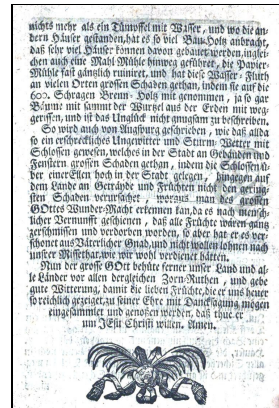 nichts mehr als ein Tünoffel mit Wasser, und wo die an-
dern Häuser gestanden, hat es so viel Bau-Holtz anbracht,
daß sehr viel Häuser können davon gebauet werden, inglei-
chen auch eine Mahl-Mühle hinweg geführet, die Papier-
Mühle fast gäntzlich ruiniret, und hat diese Wasser-Fluth
an vielen Orten grossen Schaden gethan, indem sie auf die
600. Schragen Brenn-Holtz mit genommen, ja so gar
Bäume mit sammt der Wurtzel aus der Erden mit weg-
gerissen, und ist das Unglück nicht gnugsam zu beschreiben.
So wird auch von Augspurg geschrieben, wie daß allda
so ein erschreckliches Ungewitter und Sturm-Wetter mit
Schlossen gewesen, welches in der Stadt an Gebäuden und
Fenstern grossen Schaden gethan, indem die Schlossen ü-
ber einer Ellen hoch in der Stadt gelegen, hingegen auf
dem Lande an Geträyde und Früchten nicht den gering-
sten Schaden verursachet, woraus man des grossen
GOttes Wunder-Macht erkennen kan, da es nach mensch-
licher Vernunfft geschienen, daß alle Früchte wären gantz
zerschmissen und verdorben worden, so aber hat er es ver-
schonet aus Väterlicher Gnad, und nicht wollen lohnen nach
unsrer Missethat, wie wir wohl verdienet hätten.
Nun der grosse GOtt behüte ferner unser Land und al-
le Länder vor allen dergleichen Zorn-Ruthen, und gebe
gute Witterung, damit die lieben Früchte, die er uns heuer
so reichlich gezeiget, zu seiner Ehre mit Dancksagung mögen
eingesammlet und genossen werden, daß thue er
um JEsu Christi willen. Amen.